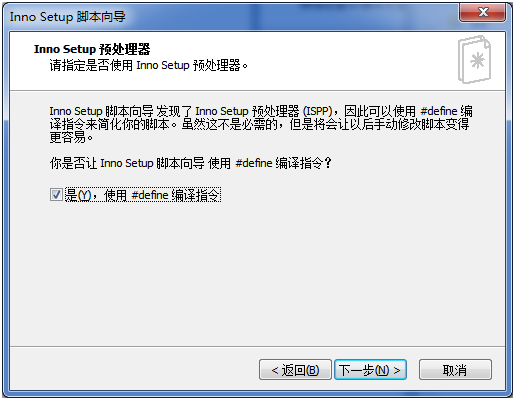 Inno Setup 脚本向导
Inno Setup 预处理器
请指定是否使用 Inno Setup 预处理器。
Inno Setup 脚本向导 发现了 Inno Setup 预处理器 (ISPP)，因此可以使用 #define 编
译指令来简化你的脚本。虽然这不是必需的，但是将会让以后手动修改脚本变得
更容易。
你是否让 Inno Setup 脚本向导 使用 #define 编译指令？
是(Y)，使用 #define 编译指令
< 返回(B)
下一步(N) >
取消